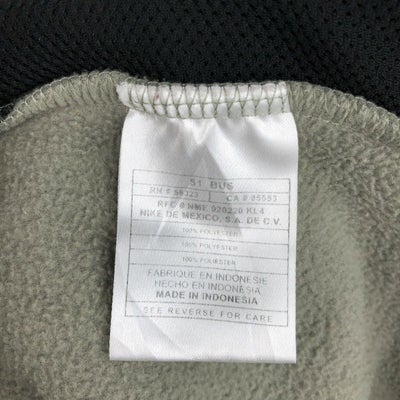 51 BUS
RN # 56323 CA # 05553
RFC # NME 920220 KL4
NIKE DE MEXICO, S.A. DE C.V.
100% POLYESTER
100% POLYESTER
100% POLYESTER
FABRIQUE EN INDONESIE
HECHO EN INDONÉSIA
MADE IN INDONESIA
SEE REVERSE FOR CARE